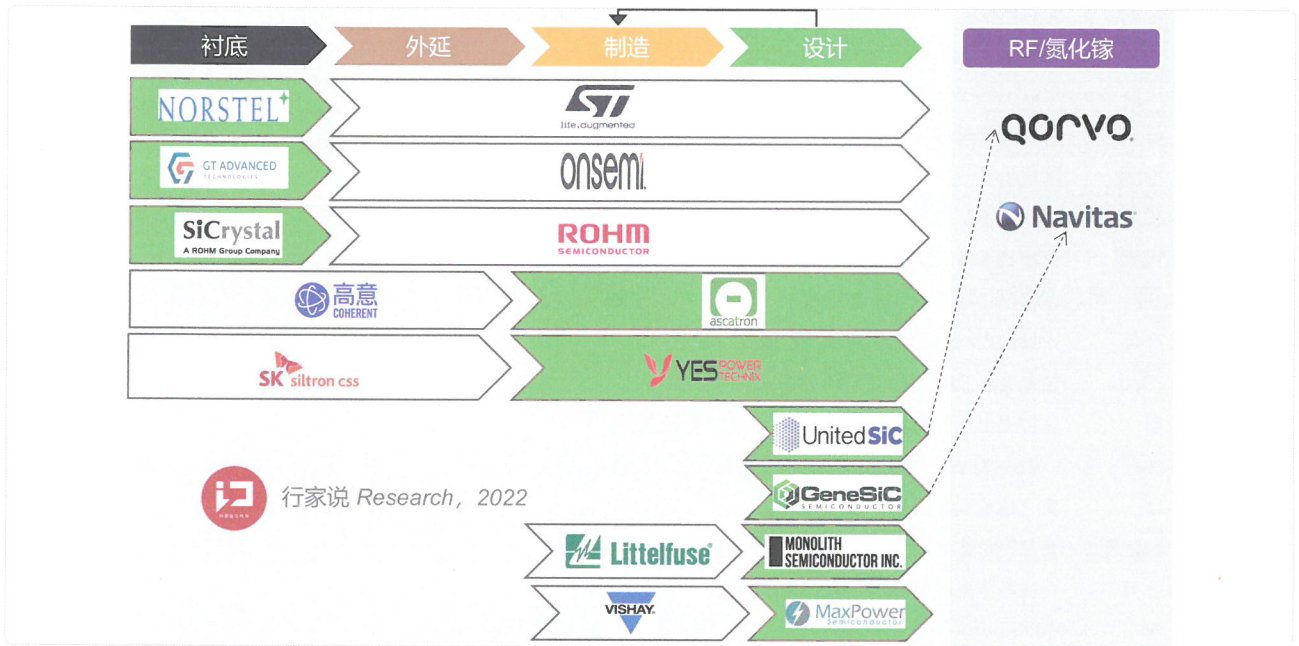 衬底
外延
制造
设计
RF/氮化镓
NORSTEL
ST
life.augmented
GT ADVANCED
TECHNOLOGIES
onsemi
SiCrystal
A ROHM Group Company
ROHM
SEMICONDUCTOR
高意
COHERENT
ascatron
SK siltron css
YES POWER
TECHNIX
UnitedSiC
GeneSiC
SEMICONDUCTOR
行家说 Research, 2022
Littelfuse®
MONOLITH
SEMICONDUCTOR INC.
VISHAY
MaxPower
Semiconductor
QORVO
Navitas